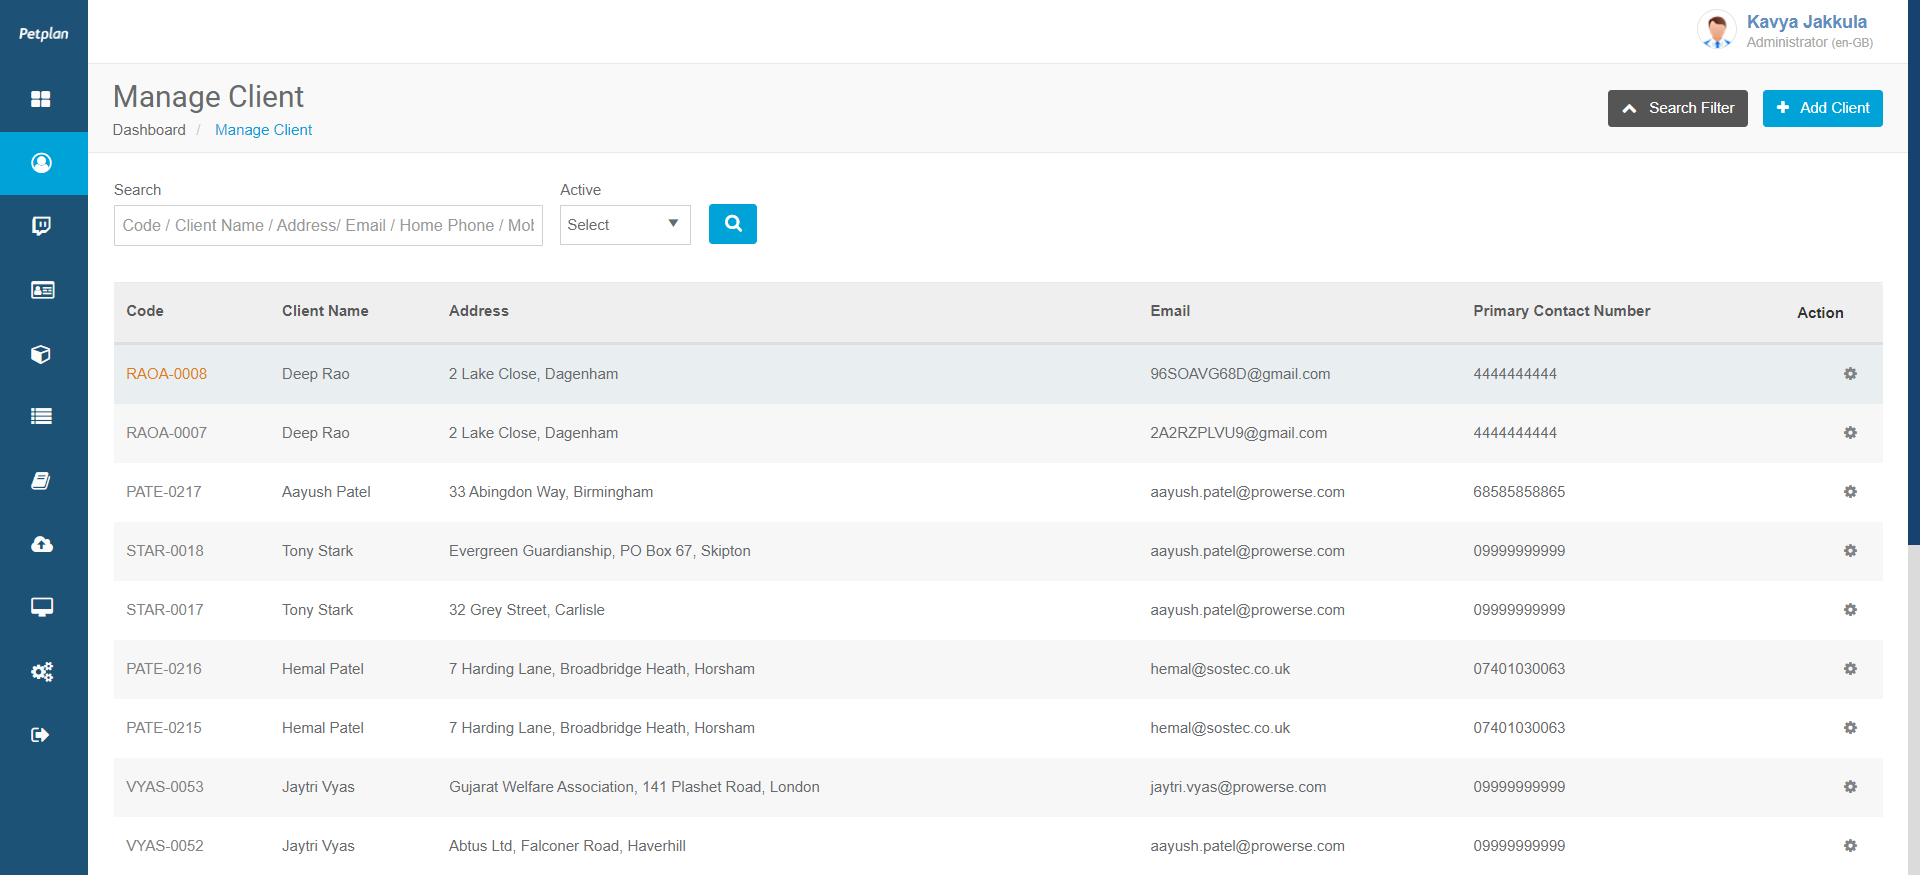 Petplan
Kavya Jakkula
Administrator (en-GB)
Manage Client
Dashboard / Manage Client
Search Filter
Add Client
Search
Active
Code / Client Name / Address/ Email / Home Phone / Mob
Select
Code Client Name Address Email Primary Contact Number Action
RAOA-0008 Deep Rao 2 Lake Close, Dagenham 96SOAVG68D@gmail.com 4444444444
RAOA-0007 Deep Rao 2 Lake Close, Dagenham 2A2RZPLVU9@gmail.com 4444444444
PATE-0217 Aayush Patel 33 Abingdon Way, Birmingham aayush.patel@prowerse.com 68585858865
STAR-0018 Tony Stark Evergreen Guardianship, PO Box 67, Skipton aayush.patel@prowerse.com 09999999999
STAR-0017 Tony Stark 32 Grey Street, Carlisle aayush.patel@prowerse.com 09999999999
PATE-0216 Hemal Patel 7 Harding Lane, Broadbridge Heath, Horsham hemal@sostec.co.uk 07401030063
PATE-0215 Hemal Patel 7 Harding Lane, Broadbridge Heath, Horsham hemal@sostec.co.uk 07401030063
VYAS-0053 Jaytri Vyas Gujarat Welfare Association, 141 Plashet Road, London jaytri.vyas@prowerse.com 09999999999
VYAS-0052 Jaytri Vyas Abtus Ltd, Falconer Road, Haverhill aayush.patel@prowerse.com 09999999999